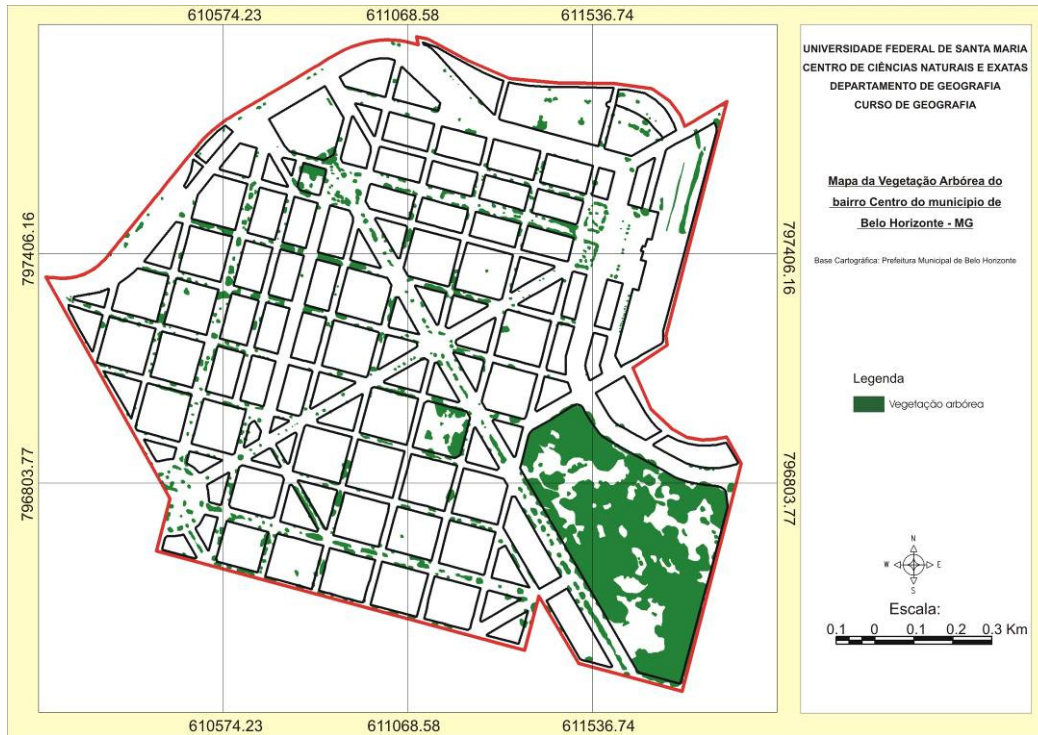 610574.23 611068.58 611536.74
797406.16
797406.16
796803.77
796803.77
610574.23 611068.58 611536.74
UNIVERSIDADE FEDERAL DE SANTA MARIA
CENTRO DE CIÊNCIAS NATURAIS E EXATAS
DEPARTAMENTO DE GEOGRAFIA
CURSO DE GEOGRAFIA
Mapa da Vegetação Arbórea do
bairro Centro do município de
Belo Horizonte - MG
Base Cartográfica: Prefeitura Municipal de Belo Horizonte
Legenda
Vegetação arbórea
N
W E
S
Escala:
0.1 0 0.1 0.2 0.3 Km